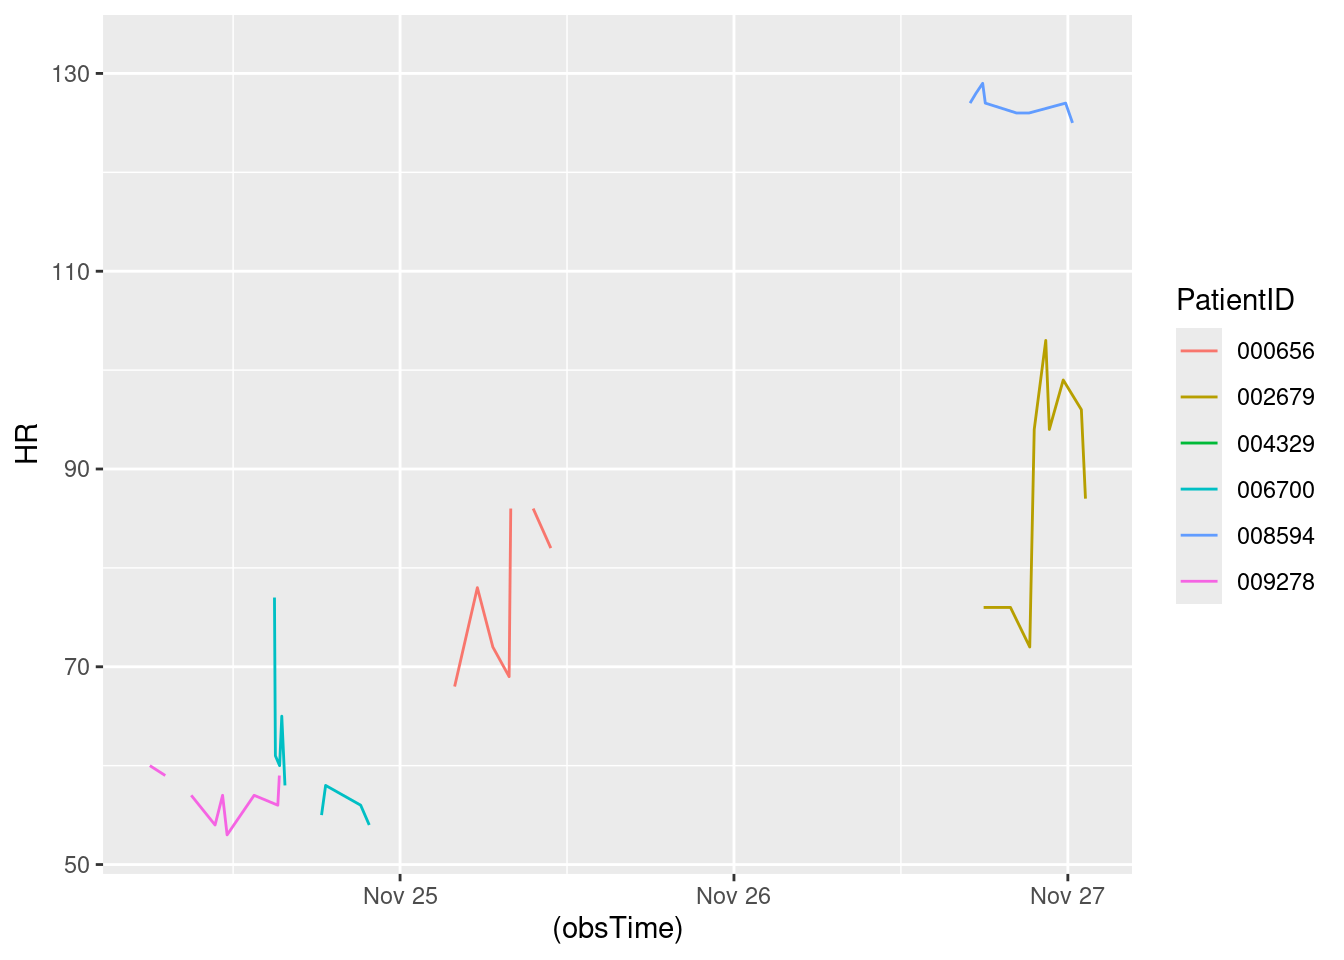 130
110
90
70
50
HR
Nov 25
Nov 26
Nov 27
(obsTime)
PatientID
000656
002679
004329
006700
008594
009278